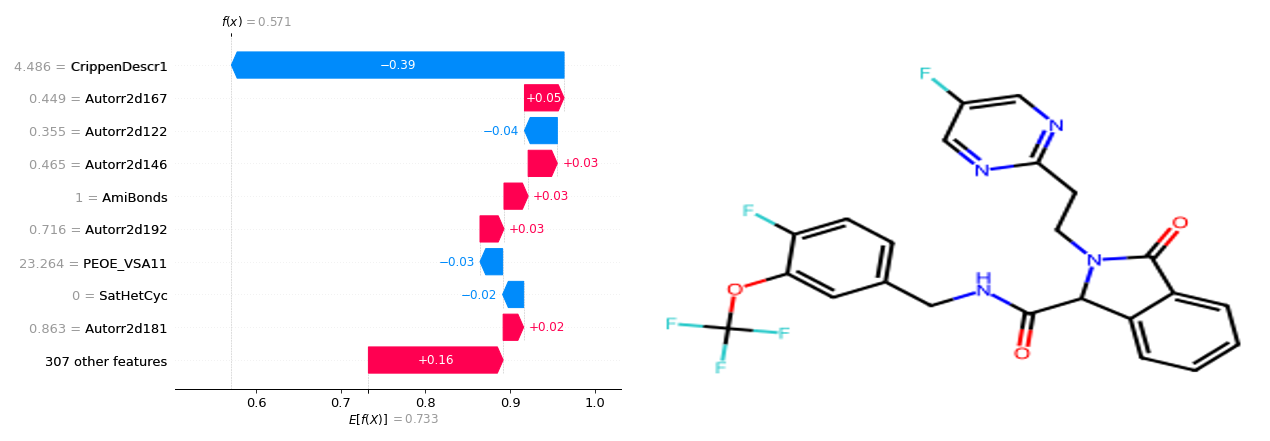 f(x) = 0.571
4.486 = CrippenDescr1
−0.39
0.449 = Autorr2d167
+0.05
0.355 = Autorr2d122
−0.04
0.465 = Autorr2d146
+0.03
1 = AmiBonds
+0.03
0.716 = Autorr2d192
+0.03
23.264 = PEOE_VSA11
−0.03
0 = SatHetCyc
−0.02
0.863 = Autorr2d181
+0.02
307 other features
+0.16
0.6 0.7 0.8 0.9 1.0
E[f(X)] = 0.733
F
N
N
F
O
N
H
N
O
F
F
F
O